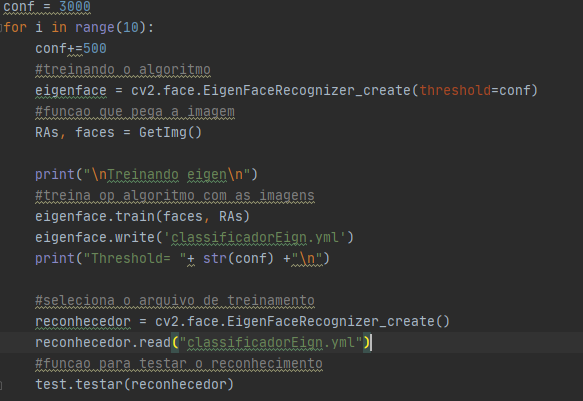 conf = 3000
for i in range(10):
conf+=500
#treinando o algoritmo
eigenface = cv2.face.EigenFaceRecognizer_create(threshold=conf)
#funcao que pega a imagem
RAs, faces = GetImg()
print("\nTreinando eigen\n")
#treina op algoritmo com as imagens
eigenface.train(faces, RAs)
eigenface.write('classificadorEign.yml')
print("Threshold= "+ str(conf) +"\n")
#seleciona o arquivo de treinamento
reconhecedor = cv2.face.EigenFaceRecognizer_create()
reconhecedor.read("classificadorEign.yml")
#funcao para testar o reconhecimento
test.testar(reconhecedor)